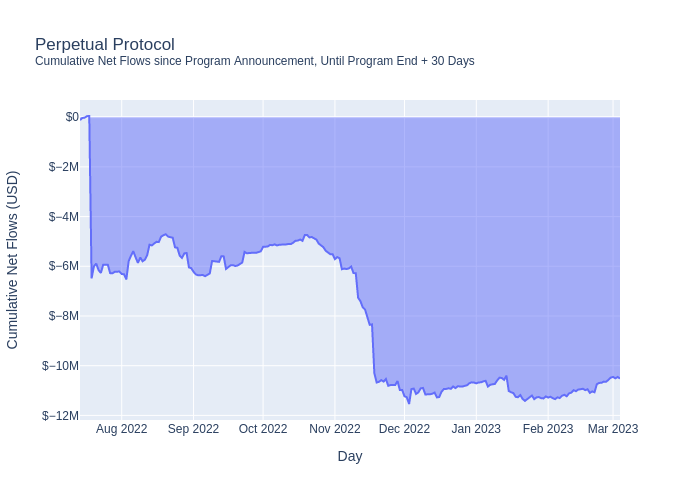 Perpetual Protocol
Cumulative Net Flows since Program Announcement, Until Program End + 30 Days
Cumulative Net Flows (USD)
$0
$−2M
$−4M
$−6M
$−8M
$−10M
$−12M
Aug 2022 Sep 2022 Oct 2022 Nov 2022 Dec 2022 Jan 2023 Feb 2023 Mar 2023
Day